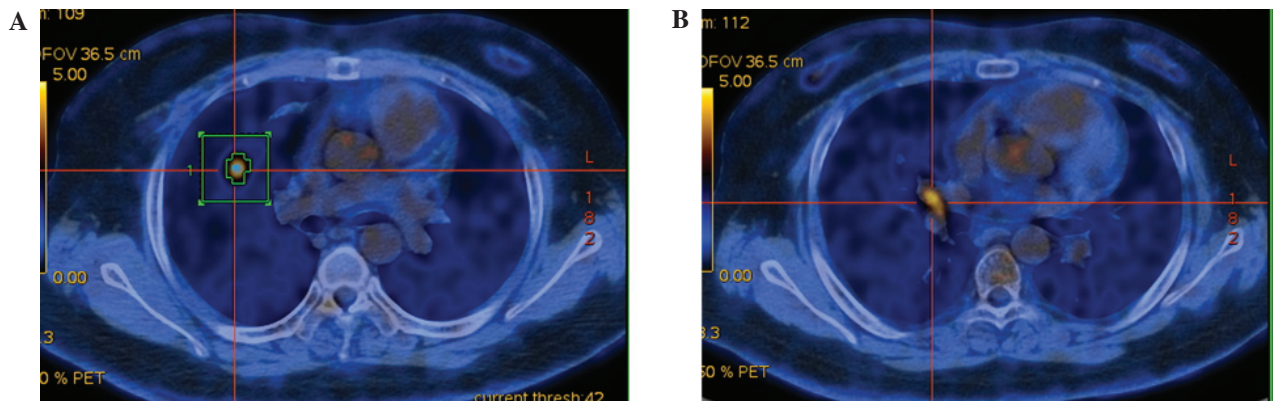 A
m: 109
DFOV 36.5 cm
5.00
1
L
1
8
2
0.00
.3
0 % PET
current thresh:42
B
m: 112
DFOV 36.5 cm
5.00
L
1
8
2
0.00
3.3
50 % PET